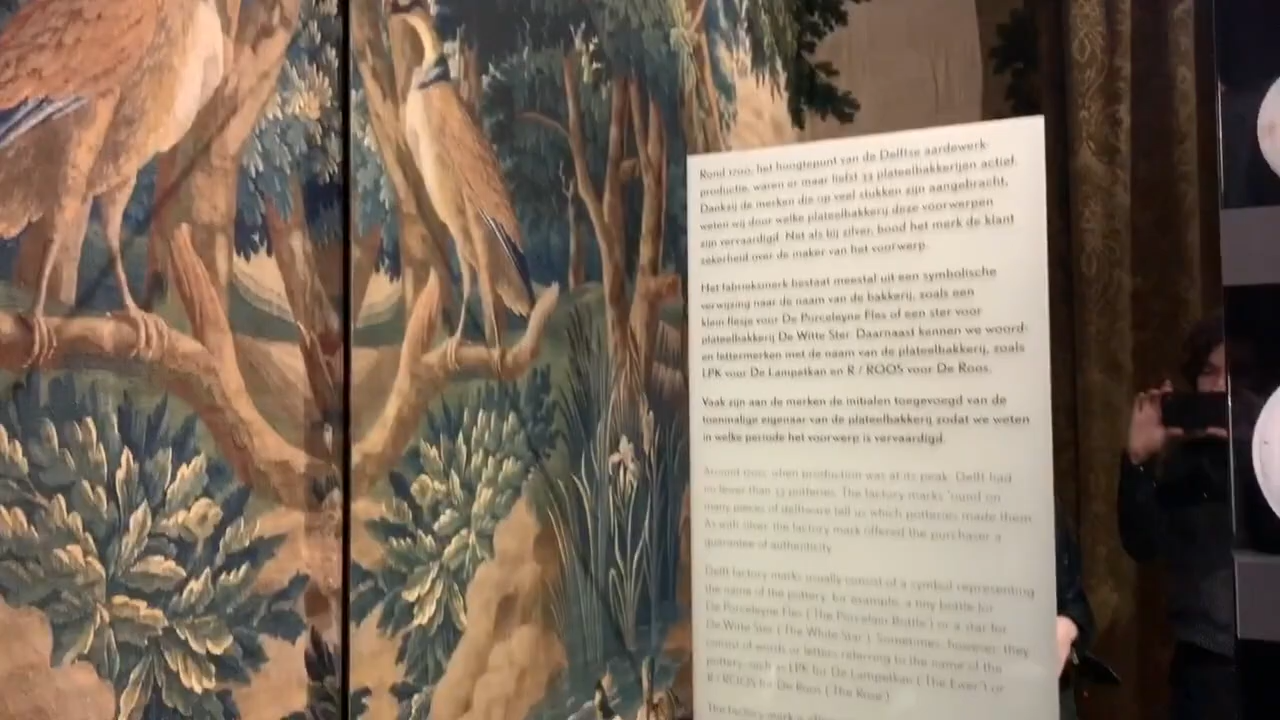 Rond 1700, het hoogtepunt van de Delftse aardewerk-
productie, waren er maar liefst 33 plateelbakkerijen actief.
Dankzij de merken die op veel stukken zijn aangebracht,
weten wij door welke plateelbakkerij deze voorwerpen
zijn vervaardigd. Net als bij zilver, bood het merk de klant
zekerheid over de maker van het voorwerp.
Het fabrieksmerk bestaat meestal uit een symbolische
verwijzing naar de naam van de bakkerij, zoals een
klein flesje voor De Porceleyne Fles of een ster voor
plateelbakkerij De Witte Ster. Daarnaast kennen we woord-
en lettermerken met de naam van de plateelbakkerij, zoals
LPK voor De Lampetkan en R / ROOS voor De Roos.
Vaak zijn aan de merken de initialen toegevoegd van de
toenmalige eigenaar van de plateelbakkerij zodat we weten
in welke periode het voorwerp is vervaardigd.
Around 1700, when production was at its peak, Delft had
no fewer than 33 potteries. The factory marks found on
many pieces of delftware tell us which potteries made them.
As with silver, the factory mark offered the purchaser a
guarantee of authenticity.
Delft factory marks usually consist of a symbol representing
the name of the pottery, for example, a tiny bottle for
De Porceleyne Fles ('The Porcelain Bottle') or a star for
De Witte Ster ('The White Star'). Sometimes, however, they
consist of words or letters referring to the name of the
pottery, such as LPK for De Lampetkan ('The Ewer') or
R / ROOS for De Roos ('The Rose').
The factory mark